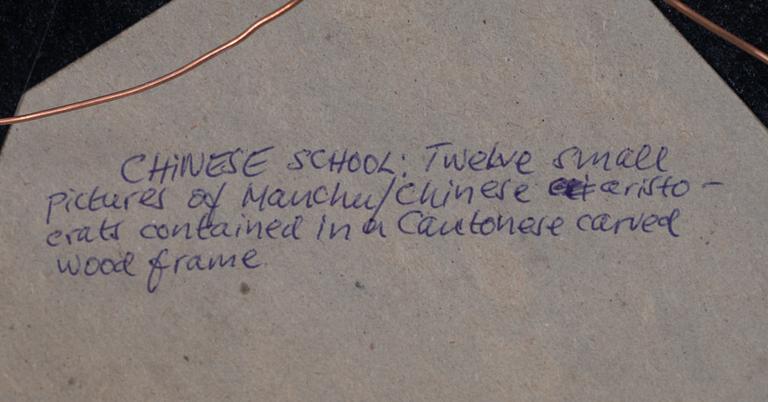 CHINESE SCHOOL: Twelve small
pictures of Manchu/Chinese aristo-
crats contained in a Cantonese carved
wood frame